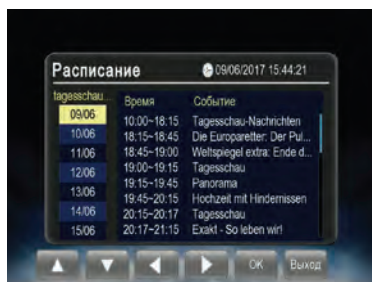 Расписание 09/06/2017 15:44:21
tagesschau...
Время Событие
09/06
10/06
11/06
12/06
13/06
14/06
15/06
10:00~18:15 Tagesschau-Nachrichten
18:15~18:45 Die Europaretter: Der Pul...
18:45~19:00 Weltspiegel extra: Ende d...
19:00~19:15 Tagesschau
19:15~19:45 Panorama
19:45~20:15 Hochzeit mit Hindernissen
20:15~20:17 Tagesschau
20:17~21:15 Exakt - So leben wir!
OK Выход